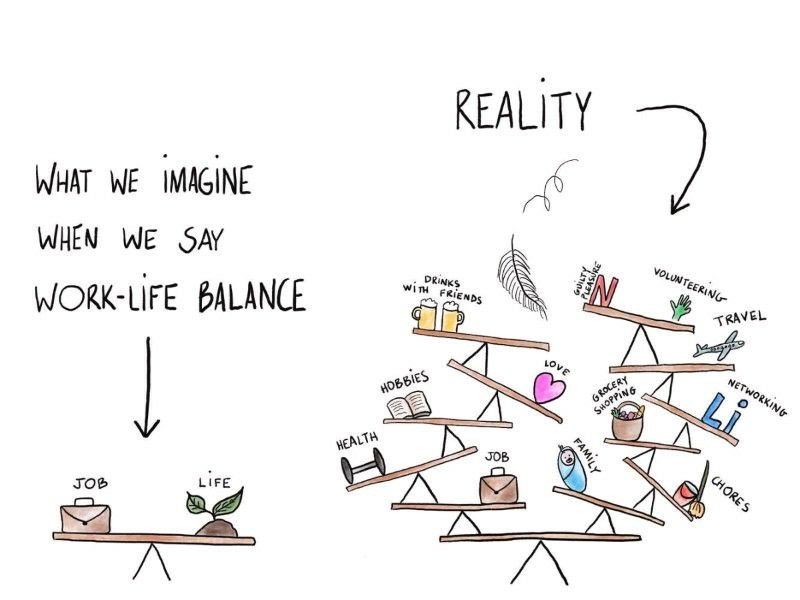 WHAT WE IMAGINE
WHEN WE SAY
WORK-LIFE BALANCE
JOB
LIFE
REALITY
DRINKS
WITH FRIENDS
GUILTY
PLEASURE
N
VOLUNTEERING
TRAVEL
LOVE
HOBBIES
GROCERY
SHOPPING
NETWORKING
Li
HEALTH
JOB
FAMILY
CHORES